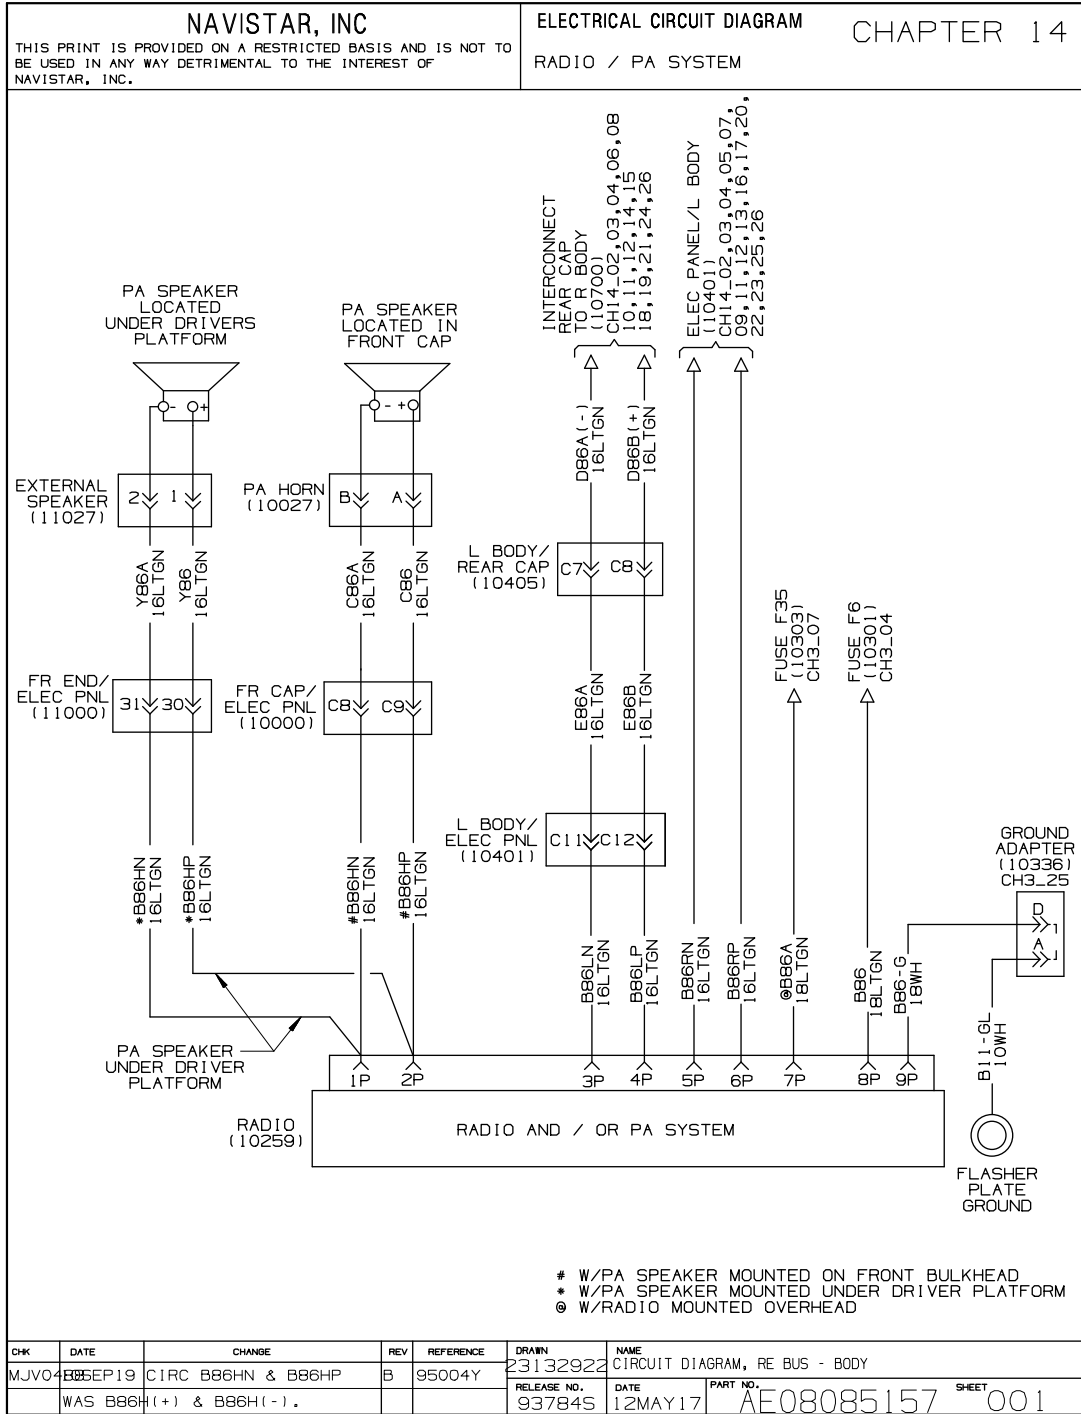 NAVISTAR, INC
THIS PRINT IS PROVIDED ON A RESTRICTED BASIS AND IS NOT TO
BE USED IN ANY WAY DETRIMENTAL TO THE INTEREST OF
NAVISTAR, INC.
ELECTRICAL CIRCUIT DIAGRAM
RADIO / PA SYSTEM
CHAPTER 14
INTERCONNECT
REAR CAP
TO R BODY
(10700)
CH14_02,03,04,06,08
10,11,12,14,15
18,19,21,24,26
ELEC PANEL/L BODY
(10401)
CH14_02,03,04,05,07,
09,11,12,13,16,17,20,
22,23,25,26
PA SPEAKER
LOCATED
UNDER DRIVERS
PLATFORM
PA SPEAKER
LOCATED IN
FRONT CAP
- +
- +
D86A(-)
16LTGN
D86B(+)
16LTGN
EXTERNAL
SPEAKER
(11027)
2 1
PA HORN
(10027)
B A
L BODY/
REAR CAP
(10405)
C7 C8
Y86A
16LTGN
Y86
16LTGN
C86A
16LTGN
C86
16LTGN
FUSE F35
(10303)
CH3_07
FUSE F6
(10301)
CH3_04
FR END/
ELEC PNL
(11000)
31 30
FR CAP/
ELEC PNL
(10000)
C8 C9
E86A
16LTGN
E86B
16LTGN
L BODY/
ELEC PNL
(10401)
C11 C12
GROUND
ADAPTER
(10336)
CH3_25
D
A
*B86HN
16LTGN
*B86HP
16LTGN
#B86HN
16LTGN
#B86HP
16LTGN
B86LN
16LTGN
B86LP
16LTGN
B86RN
16LTGN
B86RP
16LTGN
@B86A
18LTGN
B86
18LTGN
B86-G
18WH
B11-GL
10WH
PA SPEAKER
UNDER DRIVER
PLATFORM
1P 2P 3P 4P 5P 6P 7P 8P 9P
RADIO
(10259)
RADIO AND / OR PA SYSTEM
FLASHER
PLATE
GROUND
# W/PA SPEAKER MOUNTED ON FRONT BULKHEAD
* W/PA SPEAKER MOUNTED UNDER DRIVER PLATFORM
@ W/RADIO MOUNTED OVERHEAD
CHK DATE CHANGE REV REFERENCE
05SEP19 CIRC B86HN & B86HP B 95004Y
WAS B86H(+) & B86H(-).
DRAWN
23132922
NAME
CIRCUIT DIAGRAM, RE BUS - BODY
RELEASE NO.
93784S
DATE
12MAY17
PART NO.
AE08085157
SHEET
001